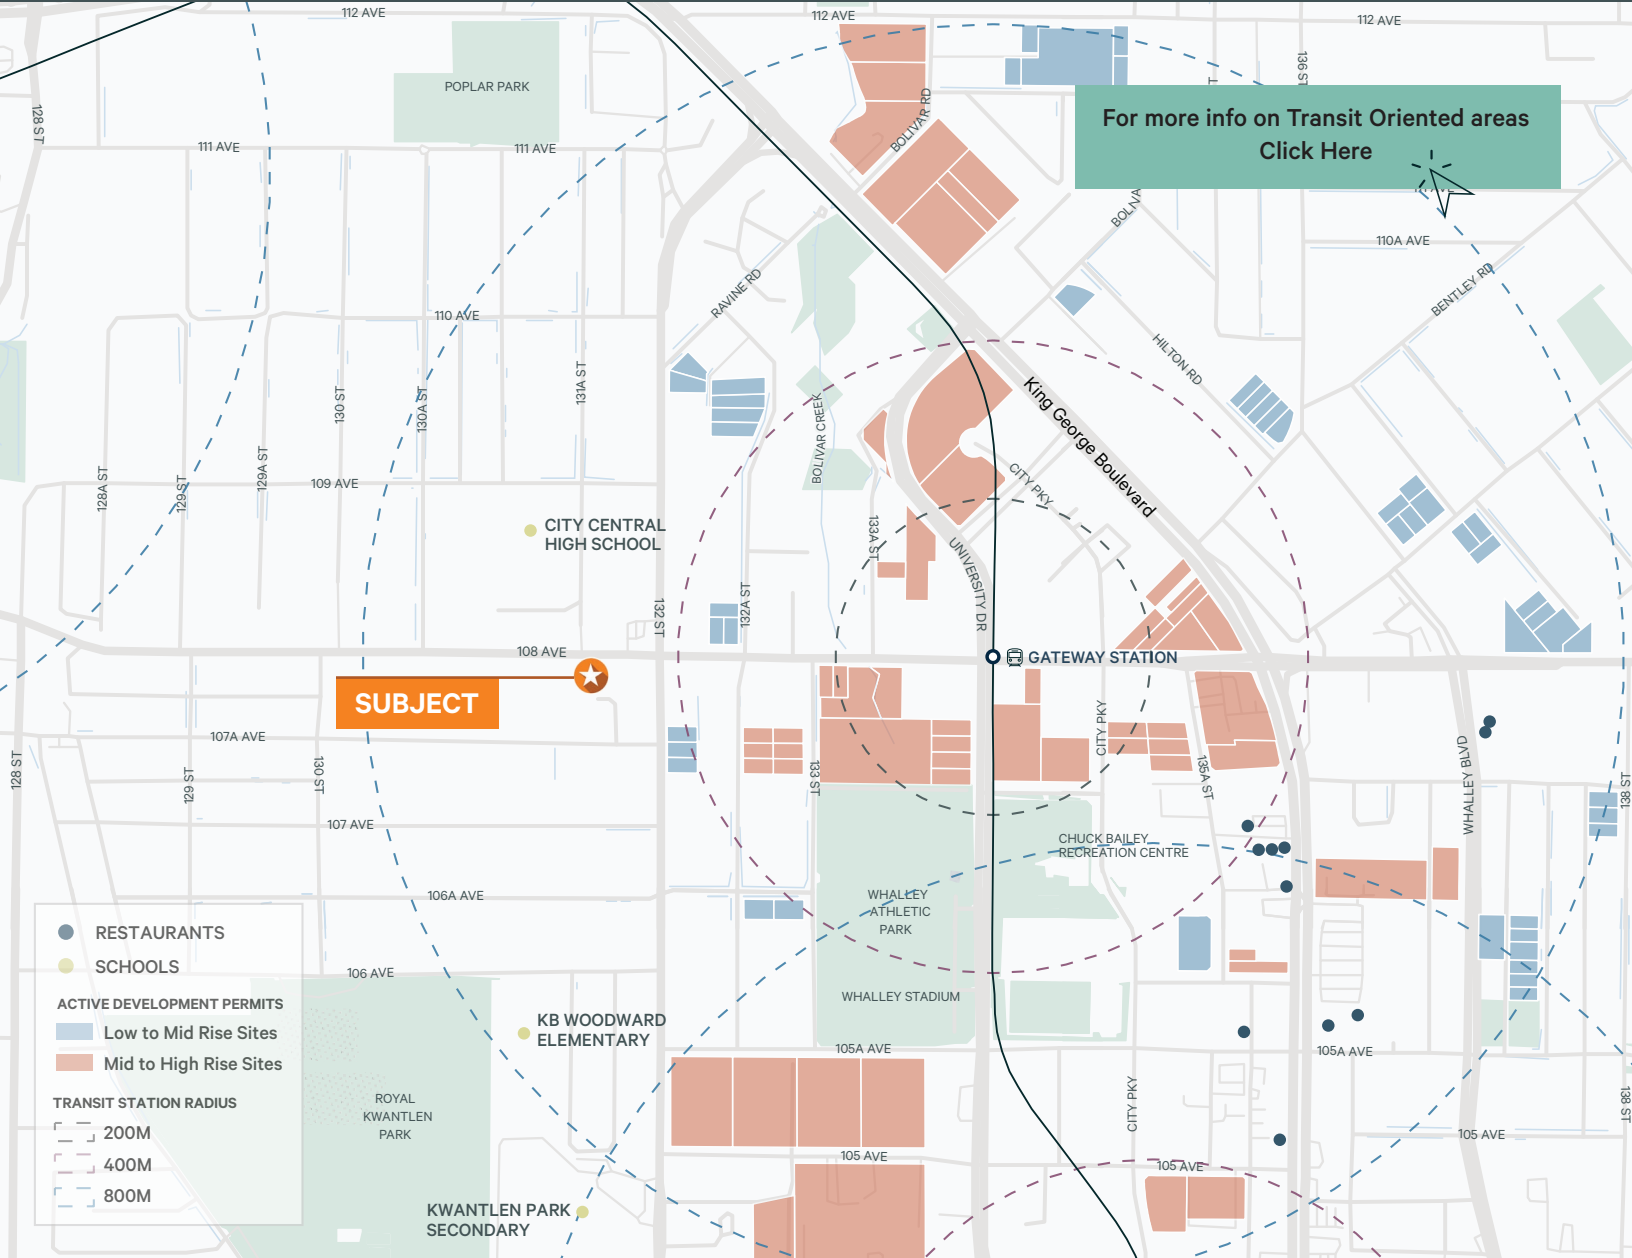 112 AVE
112 AVE
112 AVE
136 ST
128 ST
POPLAR PARK
BOLIVAR RD
For more info on Transit Oriented areas
Click Here
111 AVE
111 AVE
110A AVE
RAVINE RD
BENTLEY RD
110 AVE
HILTON RD
130 ST
130A ST
131A ST
BOLIVAR CREEK
King George Boulevard
128A ST
129 ST
129A ST
109 AVE
CITY PKY
CITY CENTRAL
HIGH SCHOOL
133A ST
UNIVERSITY DR
132 ST
132A ST
108 AVE
GATEWAY STATION
SUBJECT
107A AVE
CITY PKY
128 ST
129 ST
130 ST
133 ST
135A ST
WHALLEY BLVD
138 ST
107 AVE
CHUCK BAILEY
RECREATION CENTRE
106A AVE
WHALLEY
ATHLETIC
PARK
RESTAURANTS
SCHOOLS
106 AVE
WHALLEY STADIUM
ACTIVE DEVELOPMENT PERMITS
Low to Mid Rise Sites
Mid to High Rise Sites
KB WOODWARD
ELEMENTARY
105A AVE
105A AVE
TRANSIT STATION RADIUS
200M
400M
800M
ROYAL
KWANTLEN
PARK
CITY PKY
138 ST
105 AVE
105 AVE
105 AVE
KWANTLEN PARK
SECONDARY